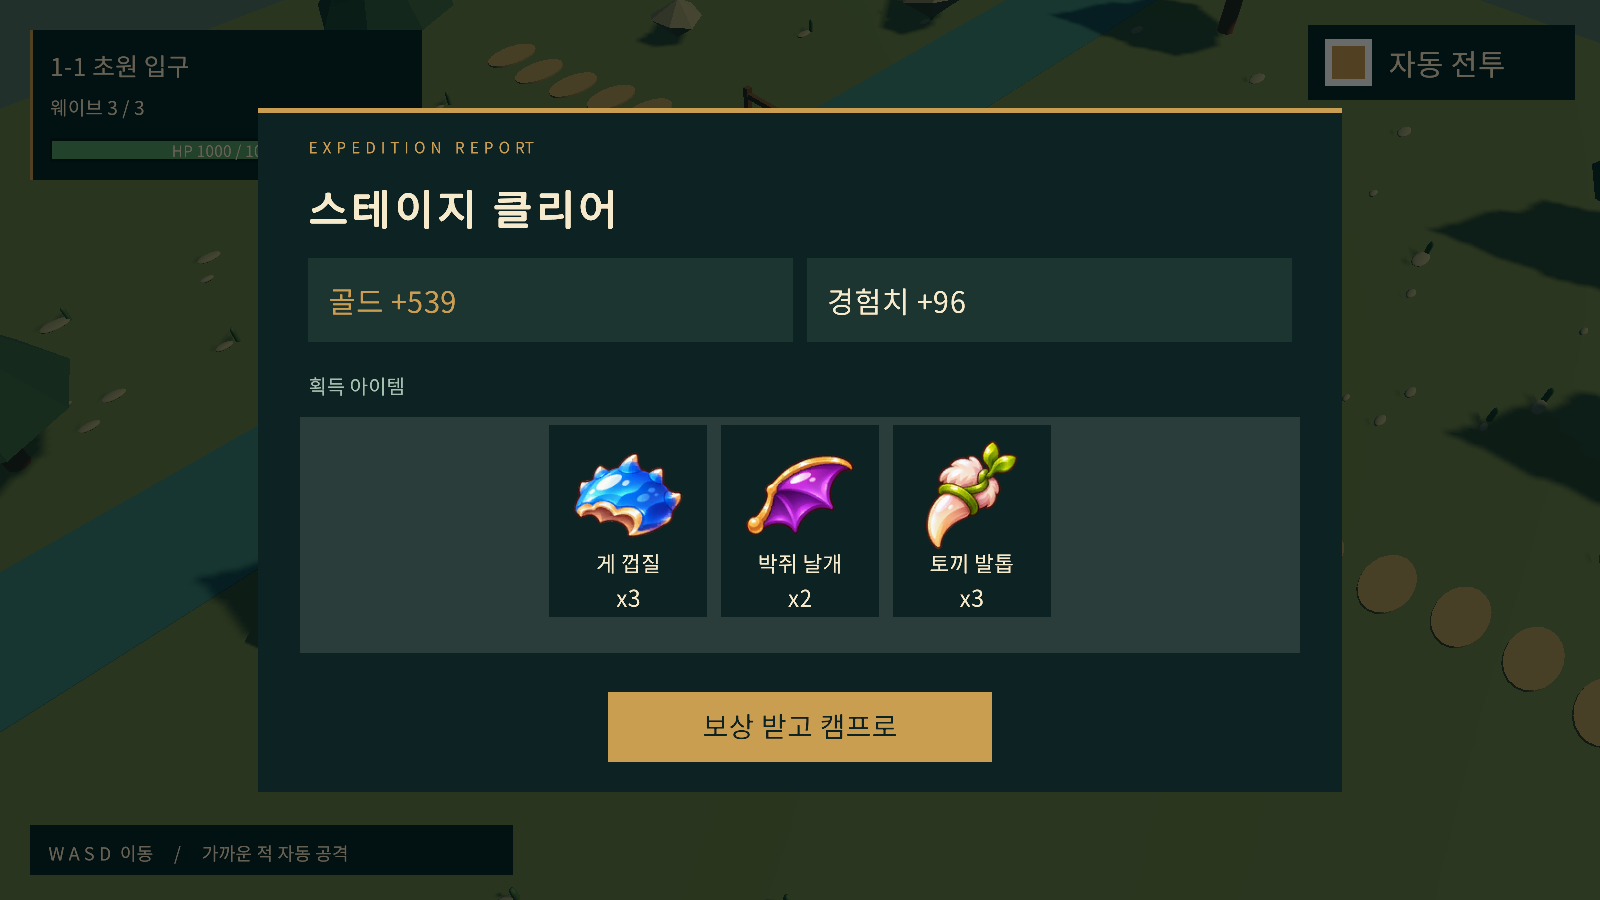 1-1 초원 입구
웨이브 3 / 3
HP 1000 / 10
자동 전투
EXPEDITION REPORT
스테이지 클리어
골드 +539
경험치 +96
획득 아이템
게 껍질
x3
박쥐 날개
x2
토끼 발톱
x3
보상 받고 캠프로
WASD 이동 / 가까운 적 자동 공격